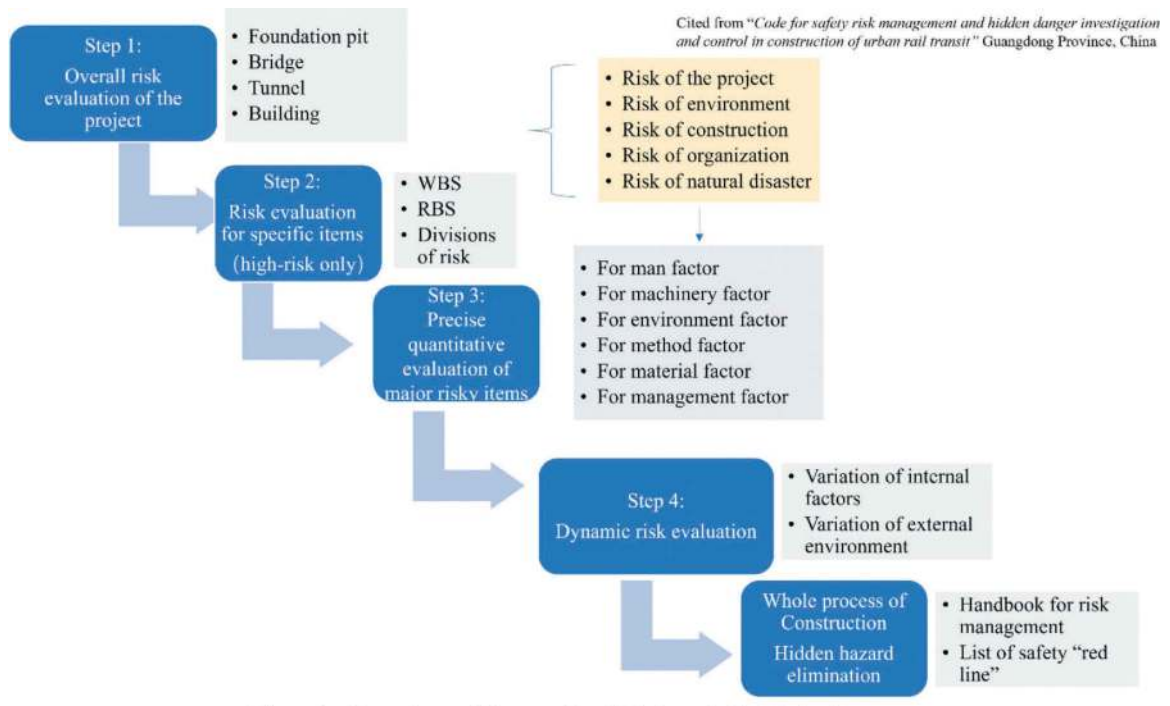 Cited from “Code for safety risk management and hidden danger investigation
and control in construction of urban rail transit” Guangdong Province, China
Step 1:
Overall risk
evaluation of the
project
• Foundation pit
• Bridge
• Tunnel
• Building
• Risk of the project
• Risk of environment
• Risk of construction
• Risk of organization
• Risk of natural disaster
Step 2:
Risk evaluation
for specific items
(high-risk only)
• WBS
• RBS
• Divisions
of risk
Step 3:
Precise
quantitative
evaluation of
major risky items
• For man factor
• For machinery factor
• For environment factor
• For method factor
• For material factor
• For management factor
Step 4:
Dynamic risk evaluation
• Variation of internal
factors
• Variation of external
environment
Whole process of
Construction
Hidden hazard
elimination
• Handbook for risk
management
• List of safety “red
line”